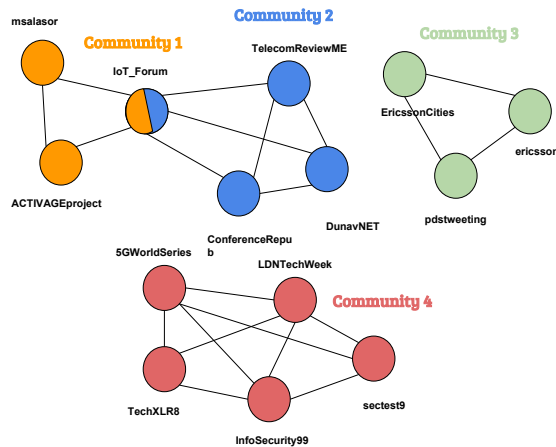 msalasor
Community 2
Community 1
Community 3
TelecomReviewME
IoT_Forum
EricssonCities
ericsson
ACTIVAGEproject
pdstweeting
DunavNET
ConferenceRepu
b
5GWorldSeries
LDNTechWeek
Community 4
TechXLR8
sectest9
InfoSecurity99